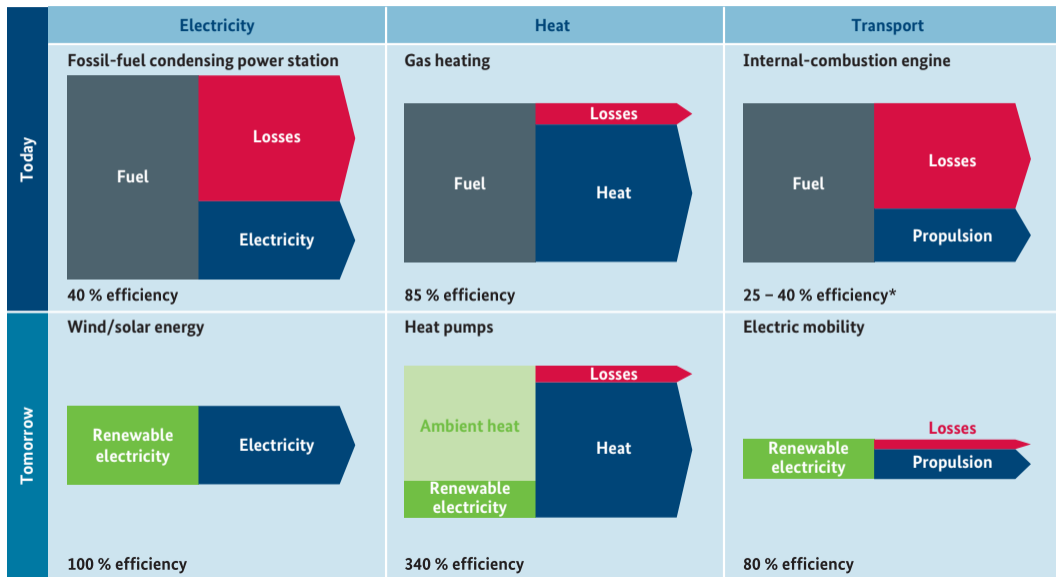 Electricity
Heat
Transport
Today
Fossil-fuel condensing power station
Fuel
Losses
Electricity
40 % efficiency
Gas heating
Fuel
Losses
Heat
85 % efficiency
Internal-combustion engine
Fuel
Losses
Propulsion
25 – 40 % efficiency*
Tomorrow
Wind/solar energy
Renewable
electricity
Electricity
100 % efficiency
Heat pumps
Ambient heat
Renewable
electricity
Losses
Heat
340 % efficiency
Electric mobility
Renewable
electricity
Losses
Propulsion
80 % efficiency